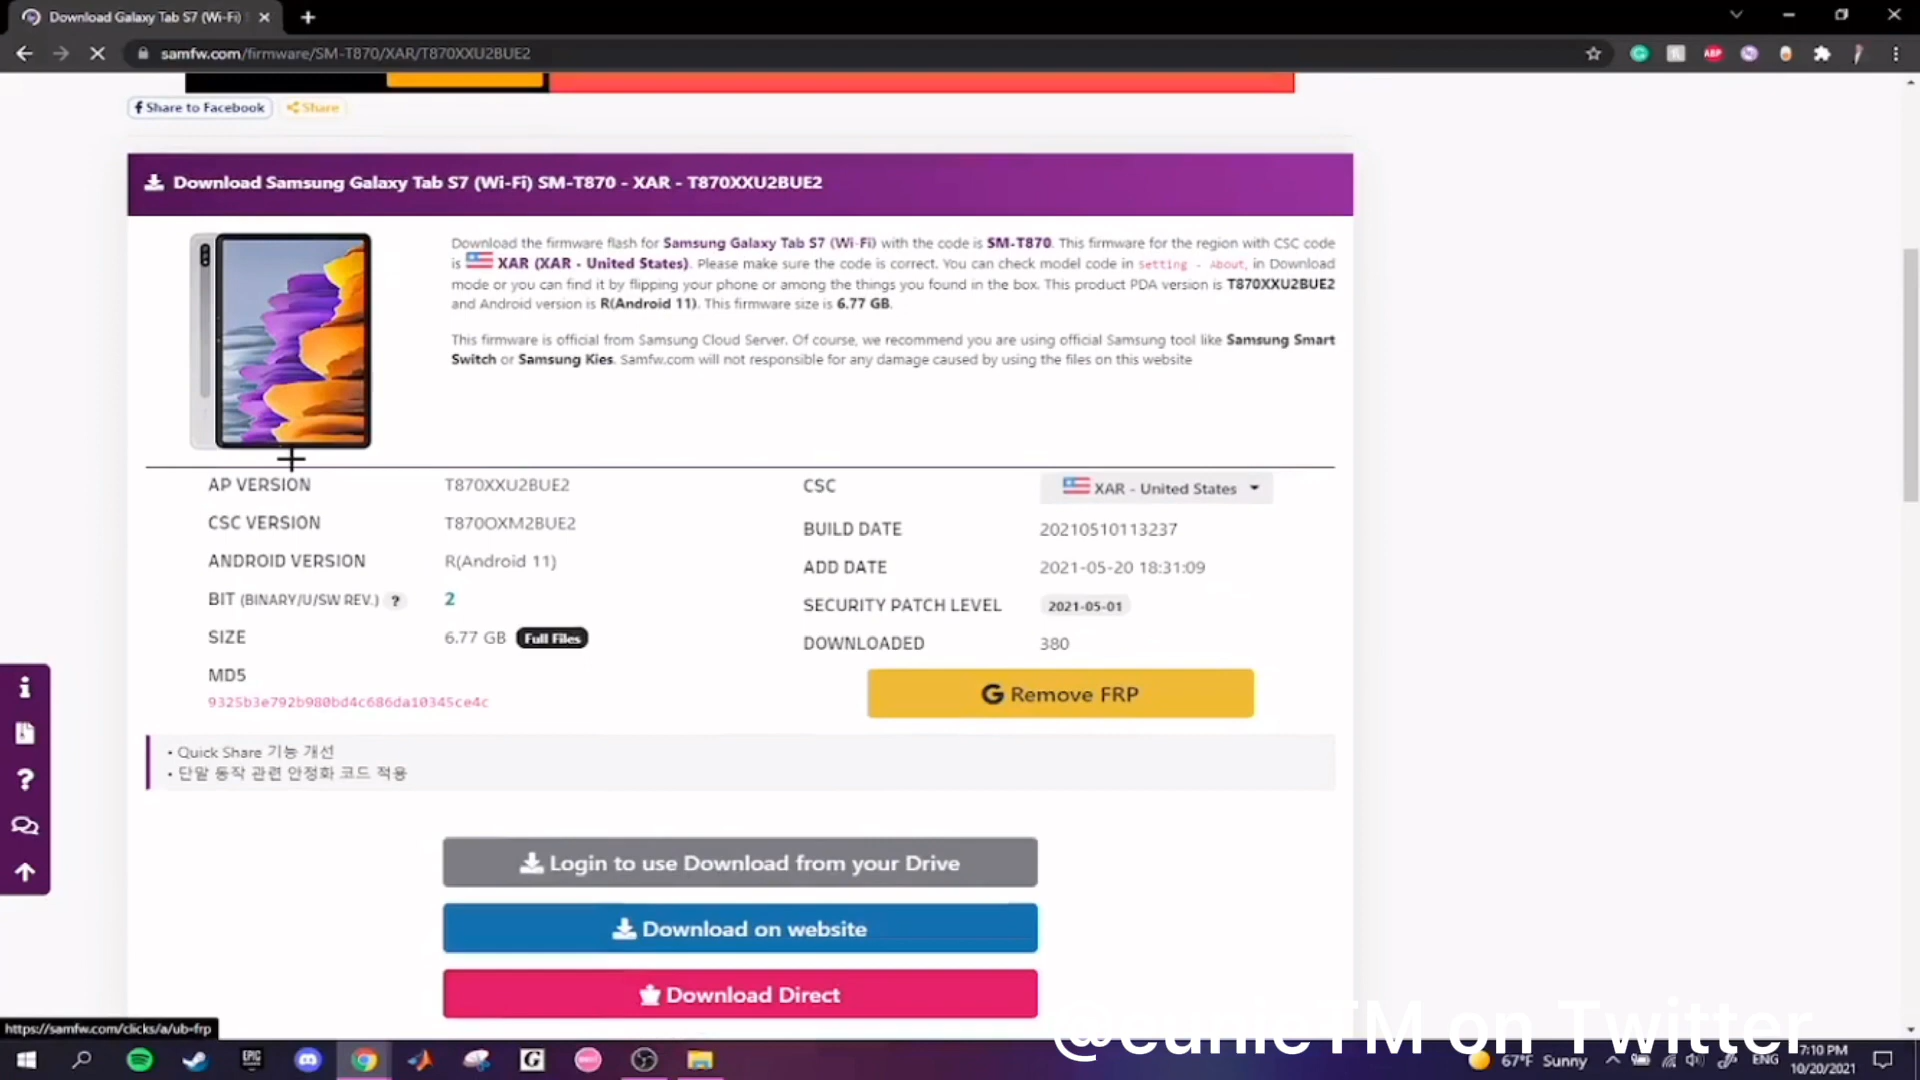 Download Galaxy Tab S7 (Wi-Fi)
samfw.com/firmware/SM-T870/XAR/T870XXU2BUE2
ABP
Share to Facebook
Share
Download Samsung Galaxy Tab S7 (Wi-Fi) SM-T870 - XAR - T870XXU2BUE2
Download the firmware flash for Samsung Galaxy Tab S7 (Wi-Fi) with the code is SM-T870. This firmware for the region with CSC code
is XAR (XAR - United States). Please make sure the code is correct. You can check model code in Setting - About, in Download
mode or you can find it by flipping your phone or among the things you found in the box. This product PDA version is T870XXU2BUE2
and Android version is R(Android 11). This firmware size is 6.77 GB.
This firmware is official from Samsung Cloud Server. Of course, we recommend you are using official Samsung tool like Samsung Smart
Switch or Samsung Kies. Samfw.com will not responsible for any damage caused by using the files on this website
AP VERSION T870XXU2BUE2
CSC XAR - United States
CSC VERSION T870OXM2BUE2
BUILD DATE 20210510113237
ANDROID VERSION R(Android 11)
ADD DATE 2021-05-20 18:31:09
BIT (BINARY/U/SW REV.) ? 2
SECURITY PATCH LEVEL 2021-05-01
SIZE 6.77 GB Full Files
DOWNLOADED 380
MD5
9325b3e792b980bd4c686da10345ce4c
Remove FRP
• Quick Share 기능 개선
• 단말 동작 관련 안정화 코드 적용
Login to use Download from your Drive
Download on website
Download Direct
https://samfw.com/clicks/a/ub-frp
@eunicTM on Twitter
EPIC
G
67°F Sunny
ENG
7:10 PM
10/20/2021